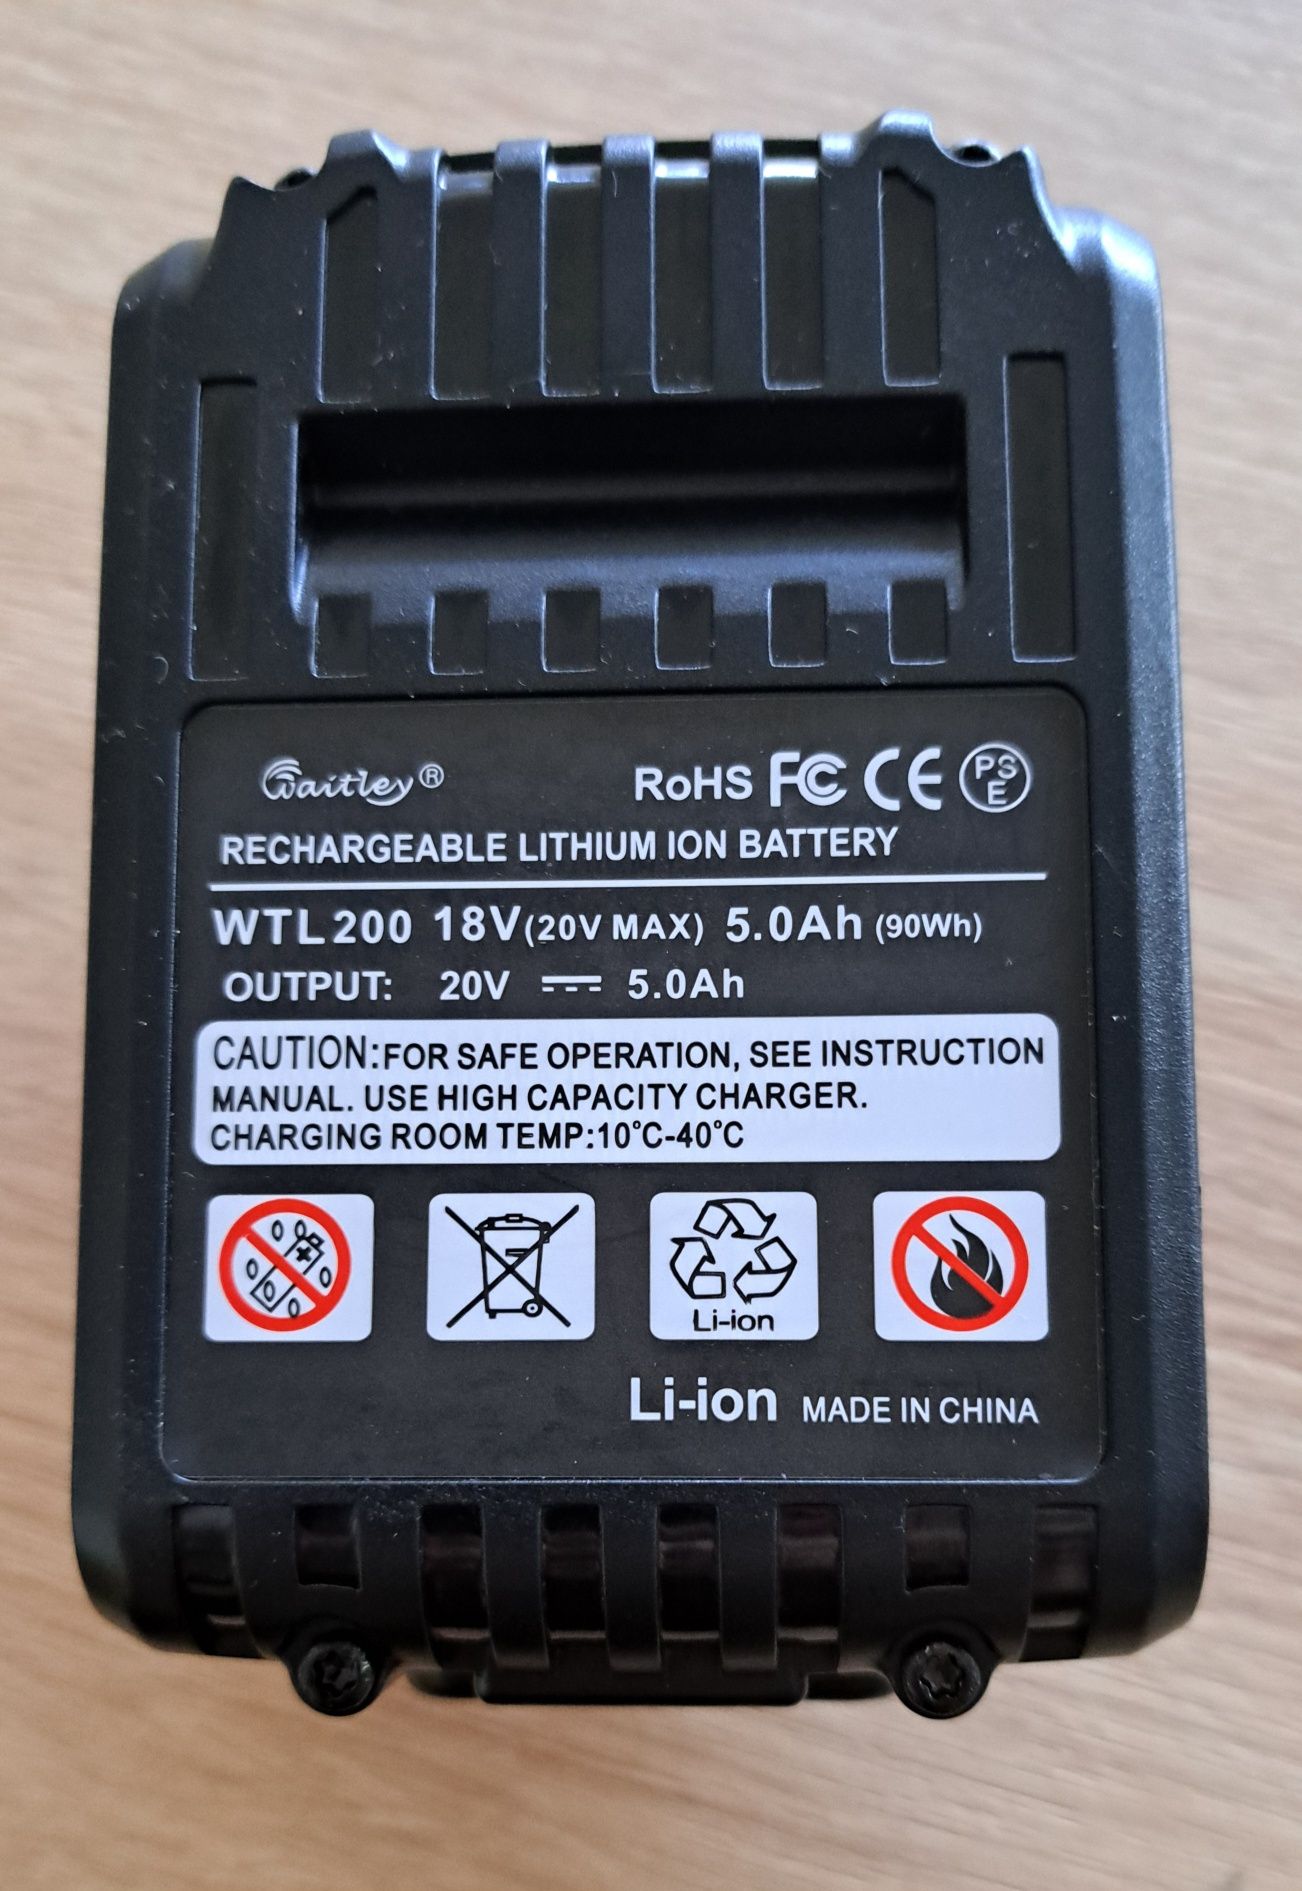 Waitley® RoHS FC CE PSE
RECHARGEABLE LITHIUM ION BATTERY
WTL200 18V(20V MAX) 5.0Ah (90Wh)
OUTPUT: 20V ⎓ 5.0Ah
CAUTION:FOR SAFE OPERATION, SEE INSTRUCTION
MANUAL. USE HIGH CAPACITY CHARGER.
CHARGING ROOM TEMP:10°C-40°C
Li-ion
Li-ion MADE IN CHINA